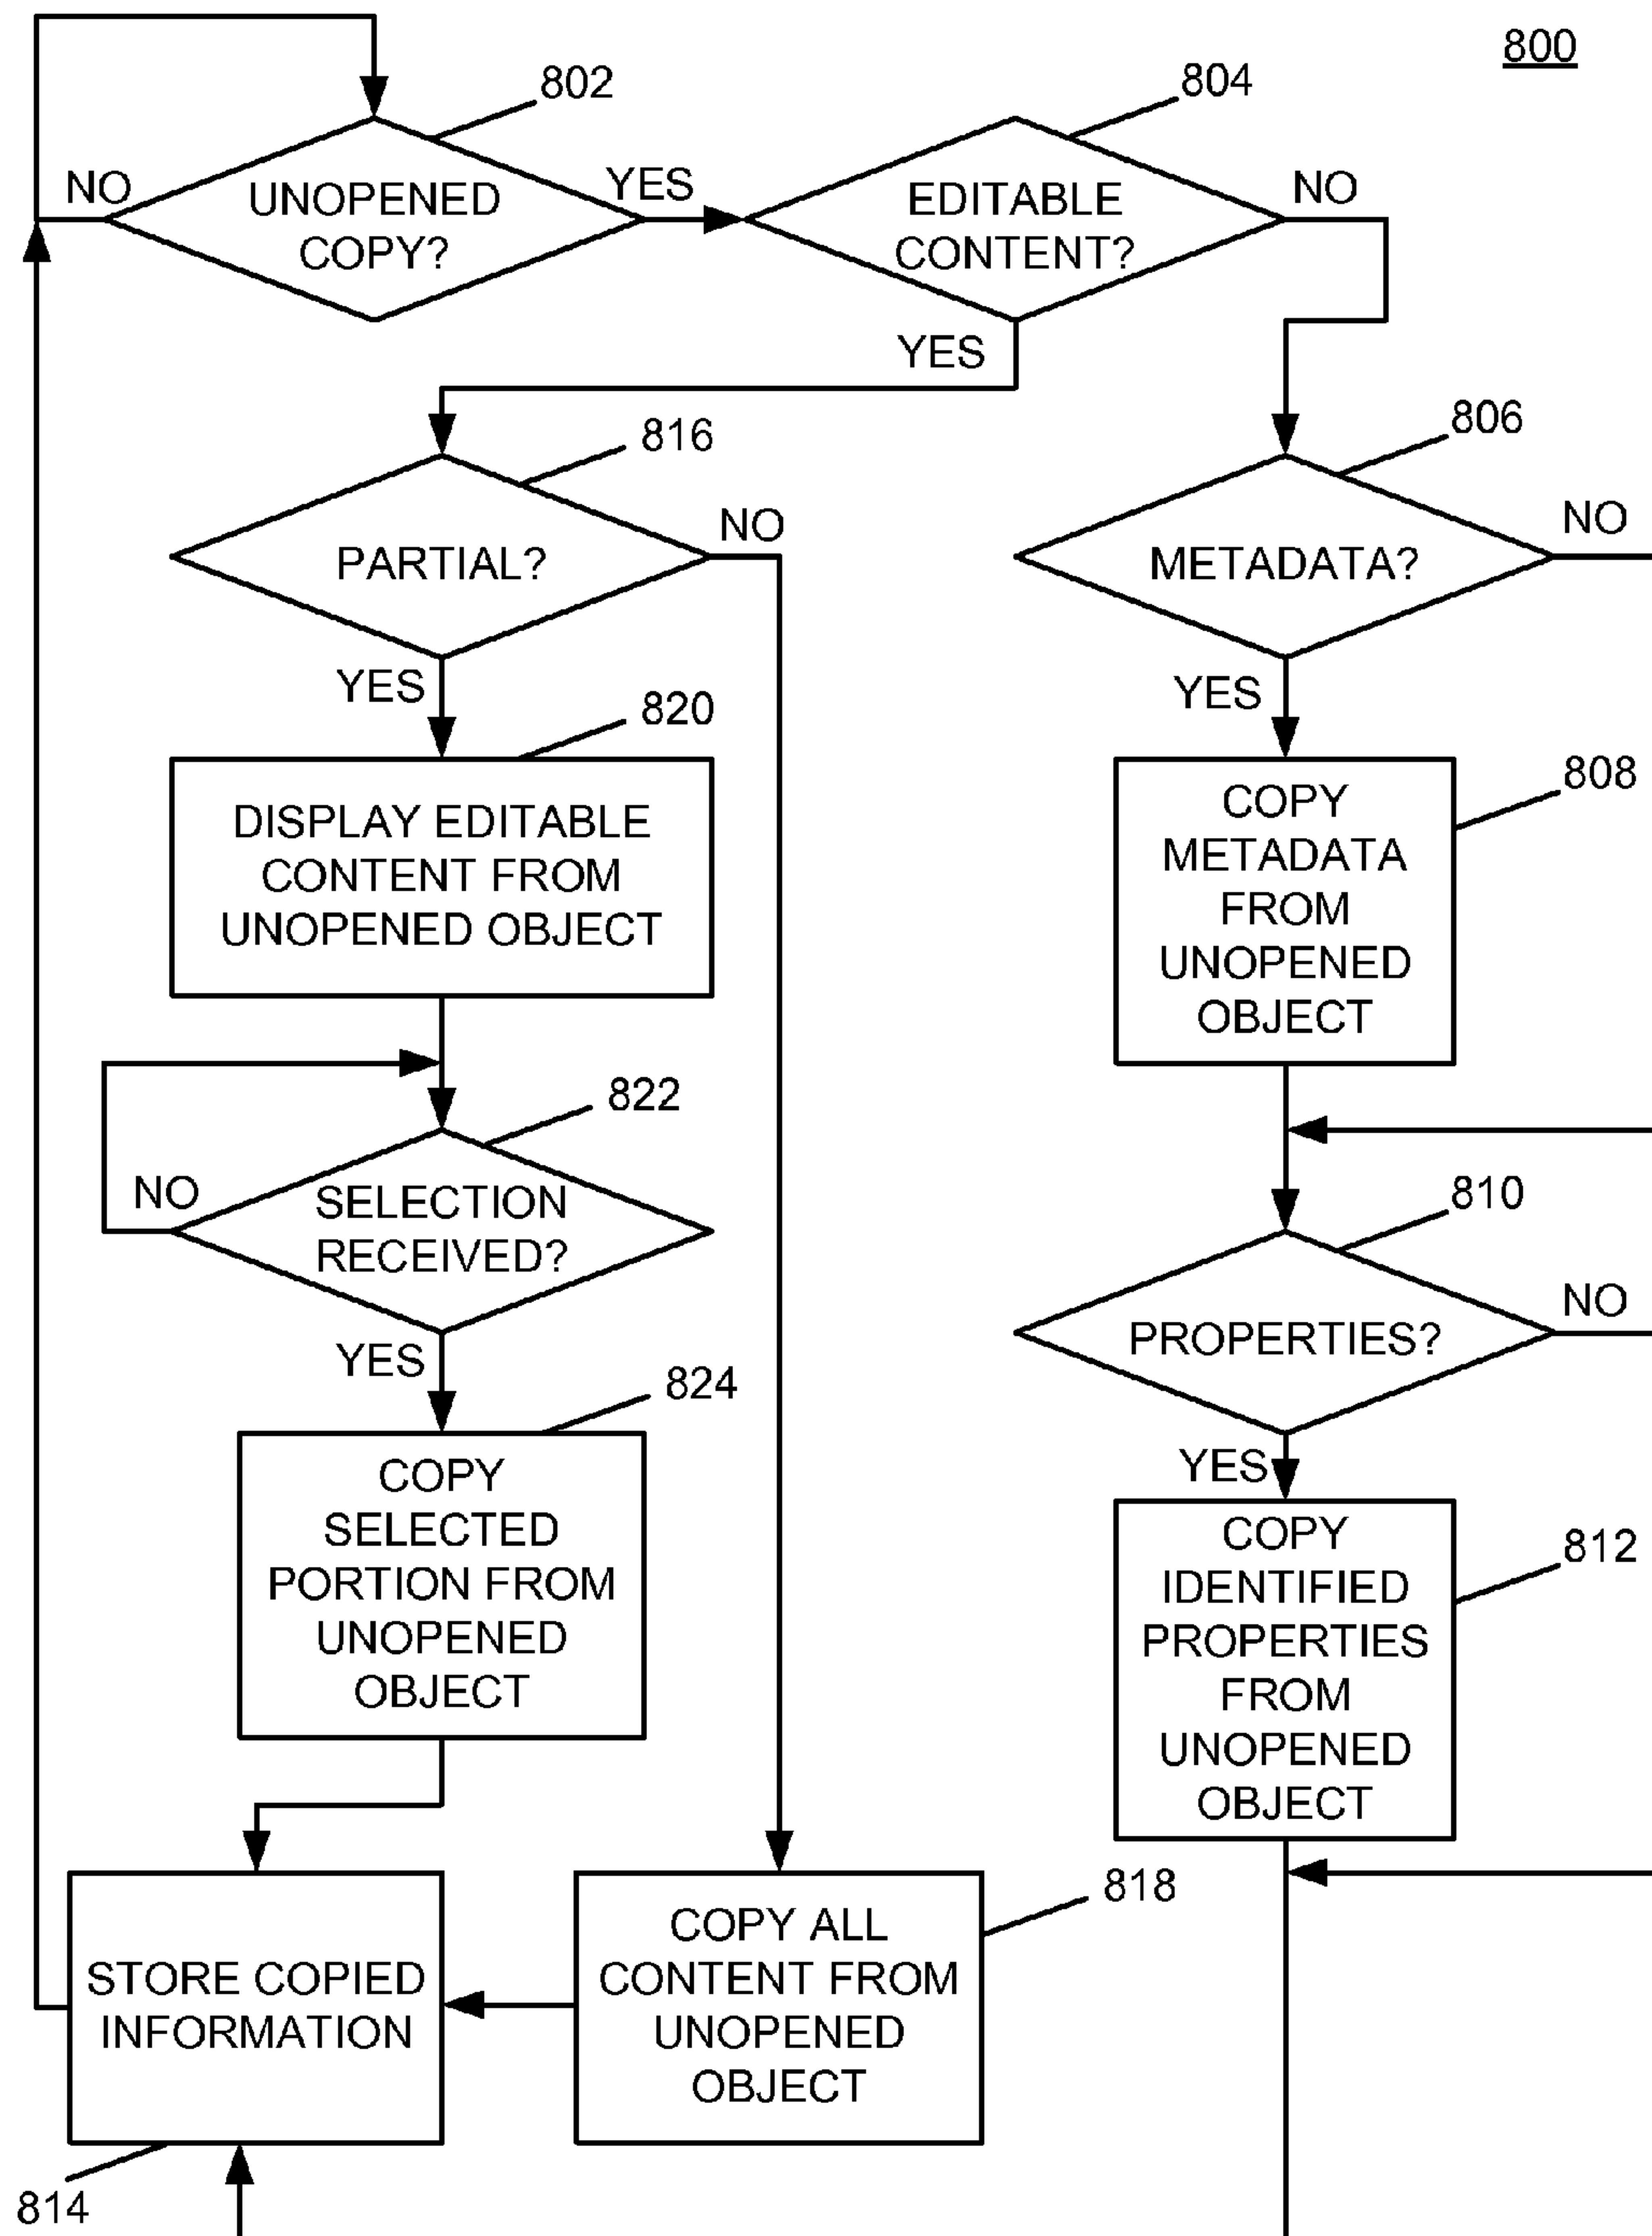 800
802
804
NO
UNOPENED
COPY?
YES
EDITABLE
CONTENT?
NO
YES
816
806
PARTIAL?
NO
METADATA?
NO
YES
YES
820
808
DISPLAY EDITABLE
CONTENT FROM
UNOPENED OBJECT
COPY
METADATA
FROM
UNOPENED
OBJECT
822
810
NO
SELECTION
RECEIVED?
PROPERTIES?
NO
YES
YES
824
812
COPY
SELECTED
PORTION FROM
UNOPENED
OBJECT
COPY
IDENTIFIED
PROPERTIES
FROM
UNOPENED
OBJECT
818
STORE COPIED
INFORMATION
COPY ALL
CONTENT FROM
UNOPENED
OBJECT
814